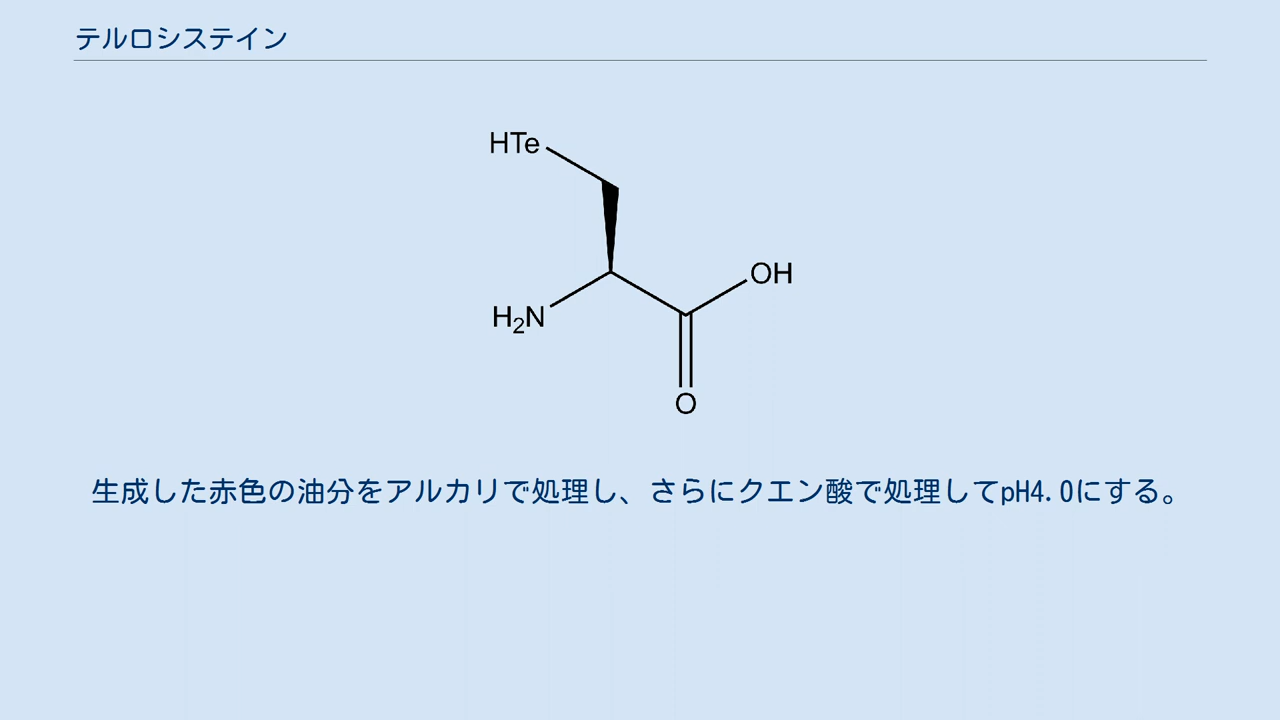 テルロシステイン
HTe
OH
H₂N
O
生成した赤色の油分をアルカリで処理し、さらにクエン酸で処理してpH4.0にする。